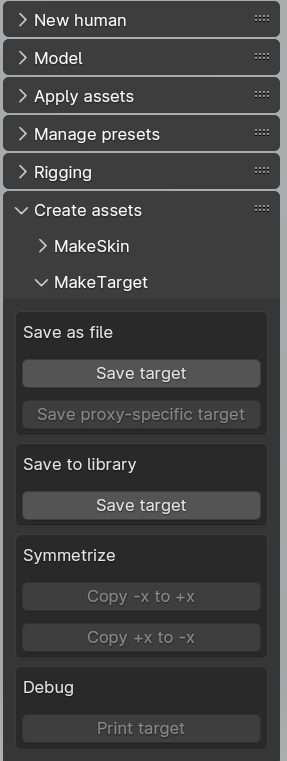 New human
Model
Apply assets
Manage presets
Rigging
Create assets
MakeSkin
MakeTarget
Save as file
Save target
Save proxy-specific target
Save to library
Save target
Symmetrize
Copy -x to +x
Copy +x to -x
Debug
Print target